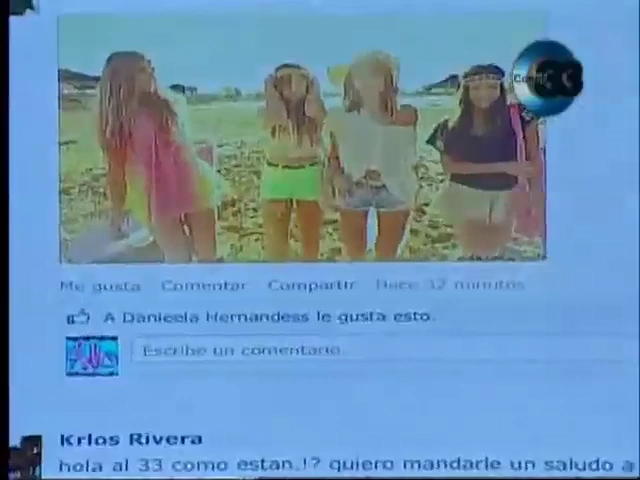 Me gusta Comentar Compartir Hace 32 minutos
A Danieela Hernandess le gusta esto.
Escribe un comentario
Krlos Rivera
hola al 33 como estan.!? quiero mandarle un saludo a